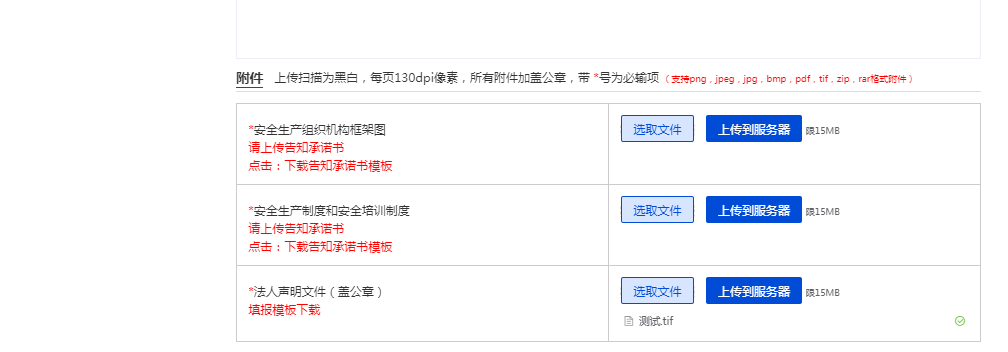 附件 上传扫描为黑白，每页130dpi像素，所有附件加盖公章，带 *号为必输项（支持png，jpeg，jpg，bmp，pdf，tif，zip，rar格式附件）
*安全生产组织机构框架图
请上传告知承诺书
点击：下载告知承诺书模板
选取文件 上传到服务器 限15MB
*安全生产制度和安全培训制度
请上传告知承诺书
点击：下载告知承诺书模板
选取文件 上传到服务器 限15MB
*法人声明文件（盖公章）
填报模板下载
选取文件 上传到服务器 限15MB
测试.tif